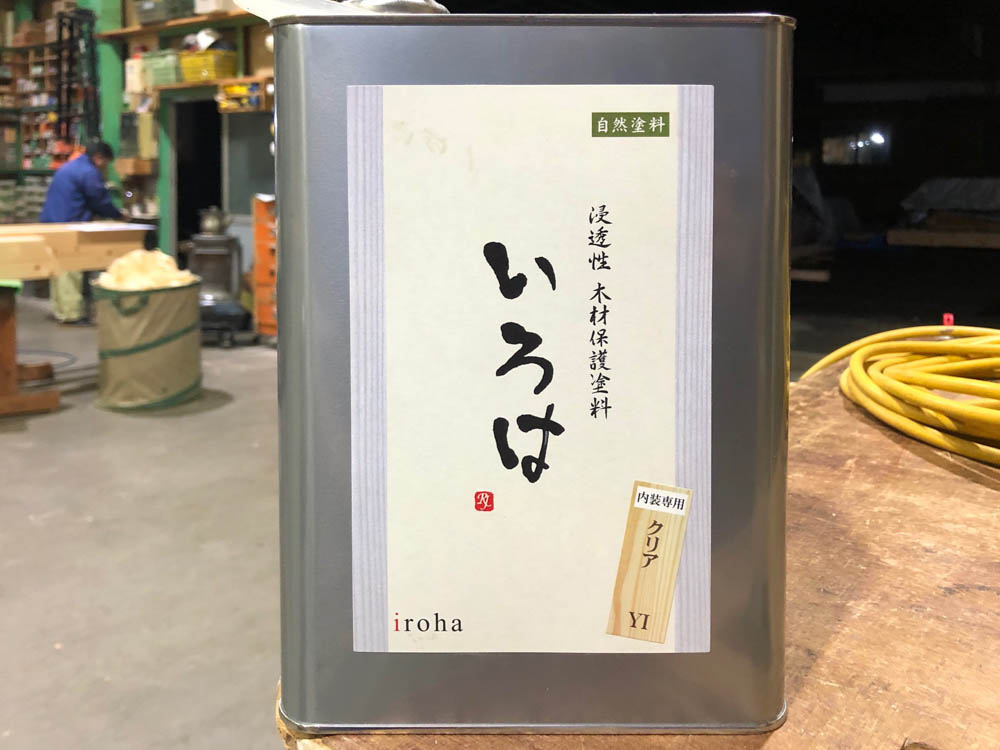 自然塗料
浸透性 木材保護塗料
いろは
内装専用
クリア
YI
iroha